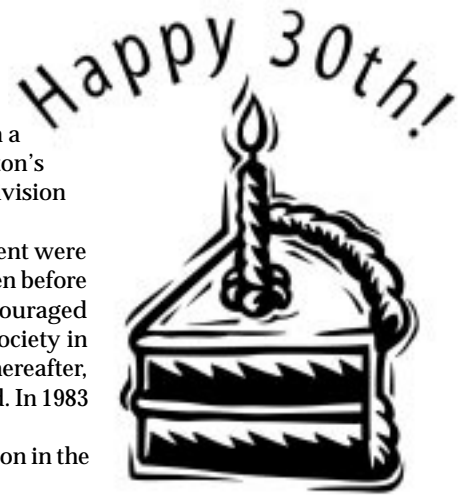 Happy 30th!
n a
on's
vision
ent were
en before
ouraged
ociety in
hereafter,
l. In 1983
on in the